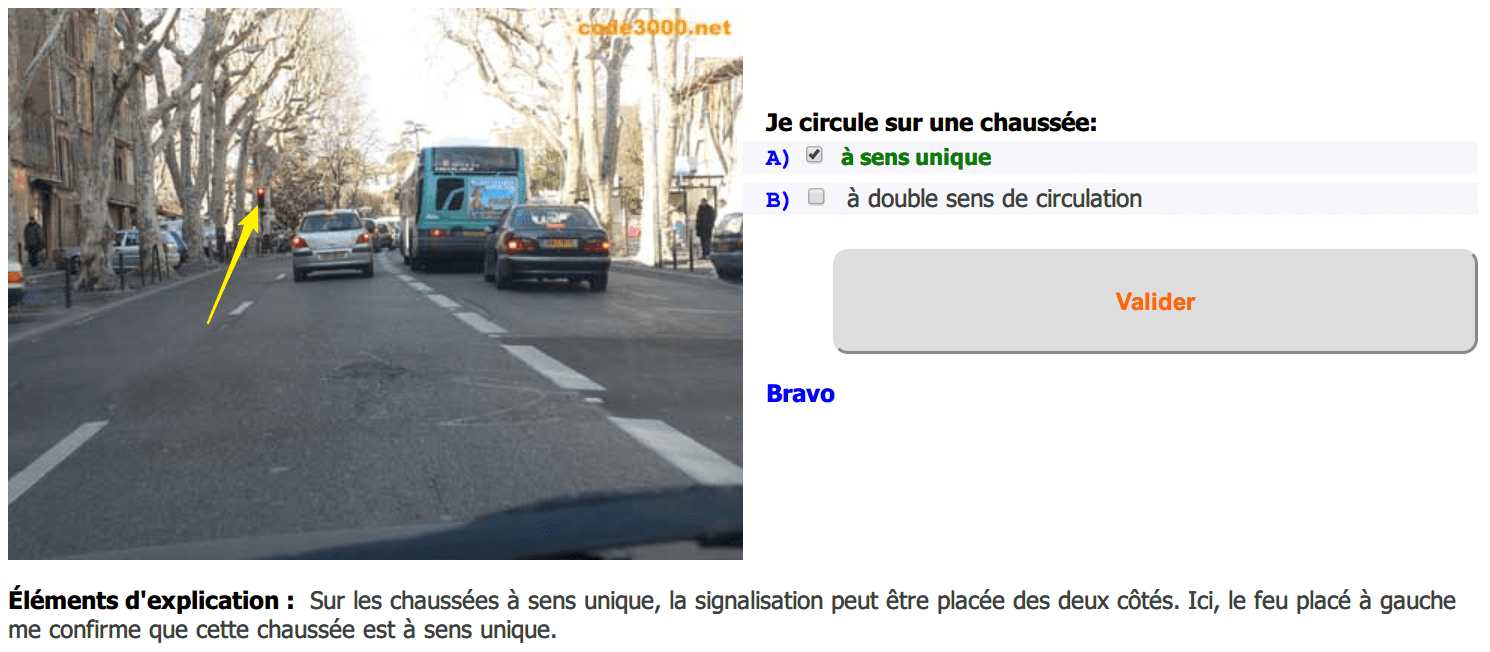 code3000.net
Je circule sur une chaussée:
A) à sens unique
B) à double sens de circulation
Valider
Bravo
Éléments d'explication : Sur les chaussées à sens unique, la signalisation peut être placée des deux côtés. Ici, le feu placé à gauche
me confirme que cette chaussée est à sens unique.